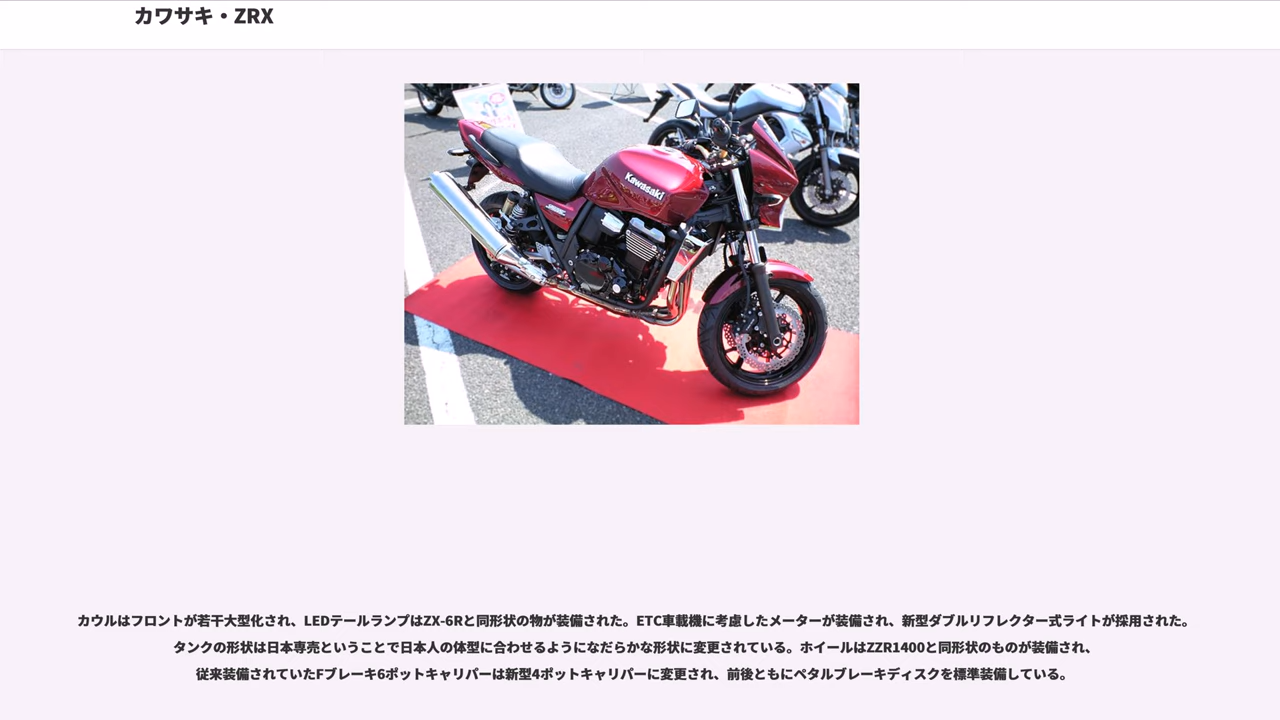 カワサキ・ZRX
Kawasaki
カウルはフロントが若干大型化され、LEDテールランプはZX-6Rと同形状の物が装備された。ETC車載機に考慮したメーターが装備され、新型ダブルリフレクター式ライトが採用された。
タンクの形状は日本専売ということで日本人の体型に合わせるようになだらかな形状に変更されている。ホイールはZZR1400と同形状のものが装備され、
従来装備されていたFブレーキ6ポットキャリパーは新型4ポットキャリパーに変更され、前後ともにペタルブレーキディスクを標準装備している。